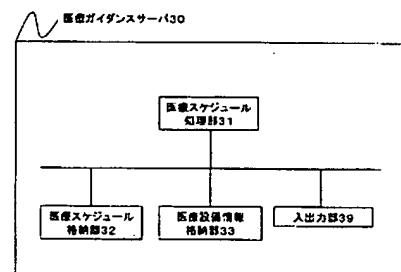 医療ガイダンスサーバ30
医療スケジュール
処理部31
医療スケジュール
格納部32
医療設備情報
格納部33
入出力部39